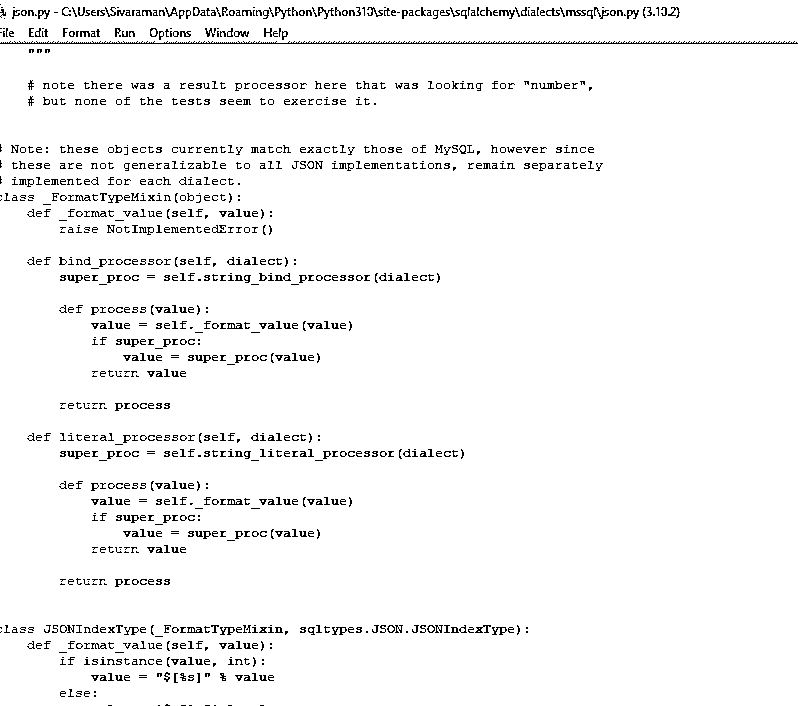 json.py - C:\Users\Sivaraman\AppData\Roaming\Python\Python310\site-packages\sqlalchemy\dialects\mssql\json.py (3.10.2)
File Edit Format Run Options Window Help
    """

    # note there was a result processor here that was looking for "number",
    # but none of the tests seem to exercise it.


# Note: these objects currently match exactly those of MySQL, however since
# these are not generalizable to all JSON implementations, remain separately
# implemented for each dialect.
class _FormatTypeMixin(object):
    def _format_value(self, value):
        raise NotImplementedError()

    def bind_processor(self, dialect):
        super_proc = self.string_bind_processor(dialect)

        def process(value):
            value = self._format_value(value)
            if super_proc:
                value = super_proc(value)
            return value

        return process

    def literal_processor(self, dialect):
        super_proc = self.string_literal_processor(dialect)

        def process(value):
            value = self._format_value(value)
            if super_proc:
                value = super_proc(value)
            return value

        return process


class JSONIndexType(_FormatTypeMixin, sqltypes.JSON.JSONIndexType):
    def _format_value(self, value):
        if isinstance(value, int):
            value = "$[%s]" % value
        else: